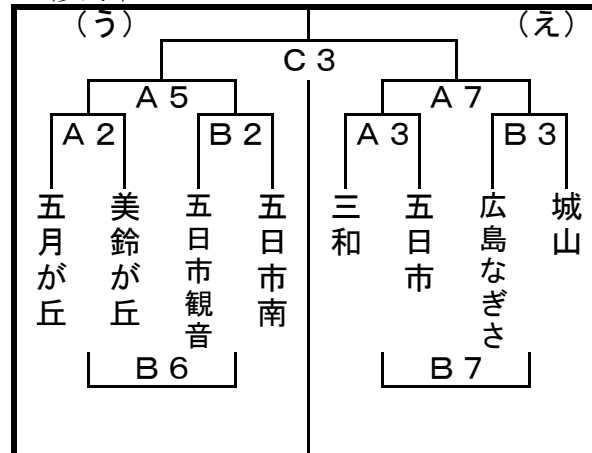 (う) (え)
C3
A5 A7
A2 B2 A3 B3
五月が丘
美鈴が丘
五日市観音
五日市南
三和
五日市
広島なぎさ
城山
B6 B7